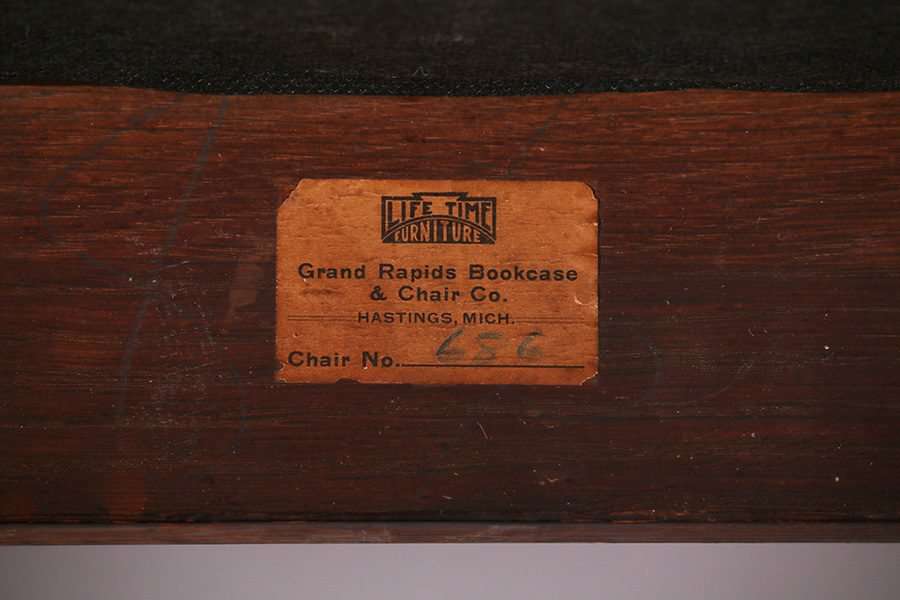 LIFE TIME
FURNITURE
Grand Rapids Bookcase
& Chair Co.
HASTINGS, MICH.
Chair No. 656